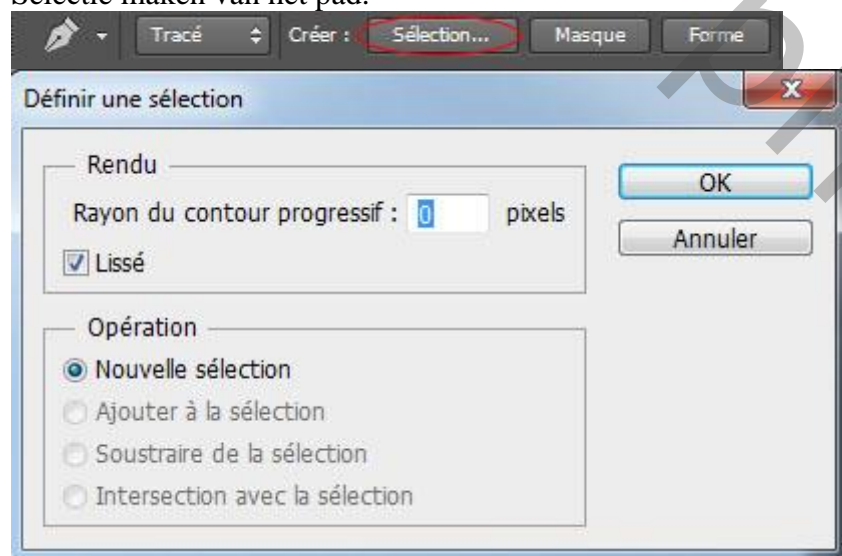 Selectie maken van het pad.
Tracé Créer : Sélection... Masque Forme
Définir une sélection
Rendu
Rayon du contour progressif : 0 pixels
Lissé
OK
Annuler
Opération
Nouvelle sélection
Ajouter à la sélection
Soustraire de la sélection
Intersection avec la sélection